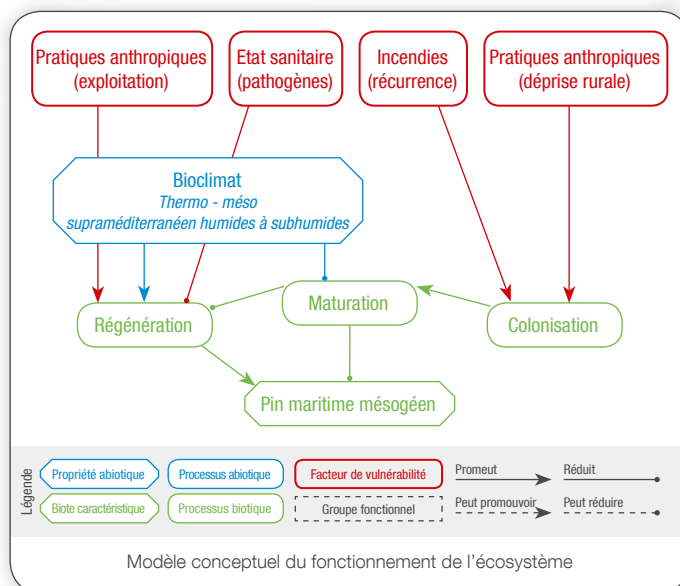 Pratiques anthropiques
(exploitation)
Etat sanitaire
(pathogènes)
Incendies
(récurrence)
Pratiques anthropiques
(déprise rurale)
Bioclimat
Thermo - méso
supraméditerranéen humides à subhumides
Régénération
Maturation
Colonisation
Pin maritime mésogéen
Légende
Propriété abiotique
Processus abiotique
Facteur de vulnérabilité
Promeut
Réduit
Biote caractéristique
Processus biotique
Groupe fonctionnel
Peut promouvoir
Peut réduire
Modèle conceptuel du fonctionnement de l'écosystème